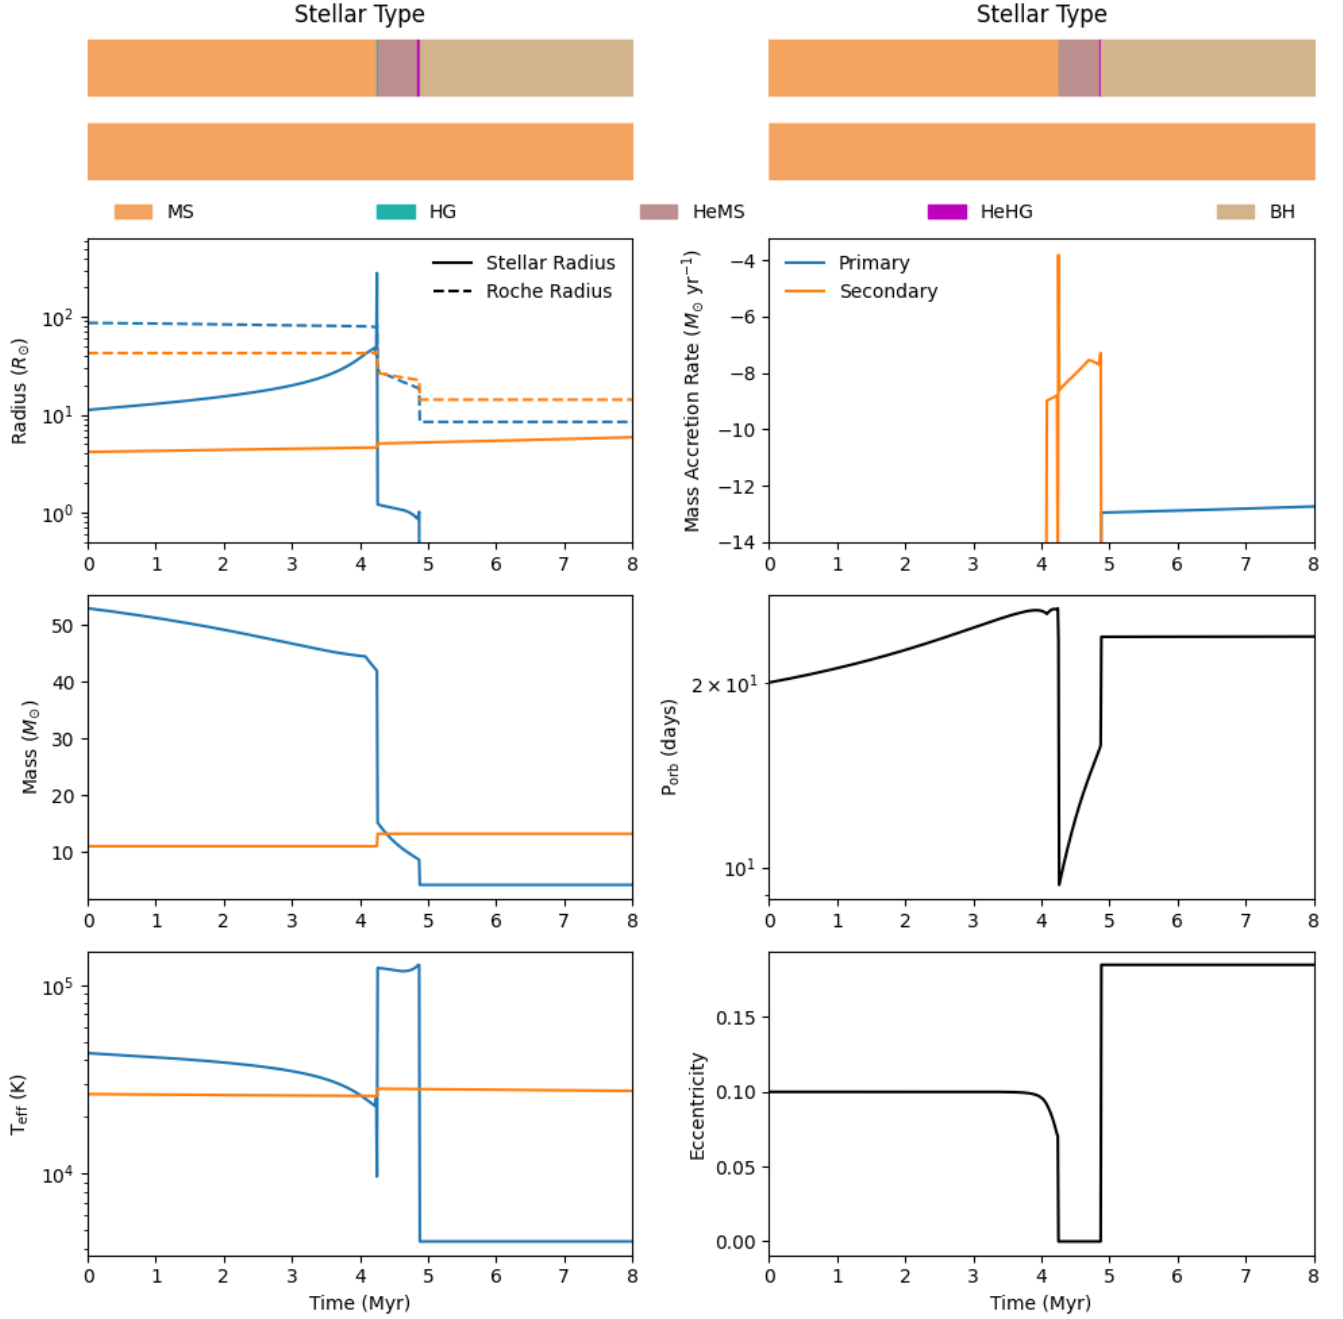 Stellar Type
Stellar Type
MS HG HeMS HeHG BH
Radius (R⊙)
10² 
10¹
10⁰
Stellar Radius
Roche Radius
0 1 2 3 4 5 6 7 8
Mass Accretion Rate (M⊙ yr⁻¹)
−4
−6
−8
−10
−12
−14
Primary
Secondary
0 1 2 3 4 5 6 7 8
Mass (M⊙)
50
40
30
20
10
0 1 2 3 4 5 6 7 8
P_orb (days)
2 × 10¹
10¹
0 1 2 3 4 5 6 7 8
T_eff (K)
10⁵
10⁴
0 1 2 3 4 5 6 7 8
Time (Myr)
Eccentricity
0.15
0.10
0.05
0.00
0 1 2 3 4 5 6 7 8
Time (Myr)